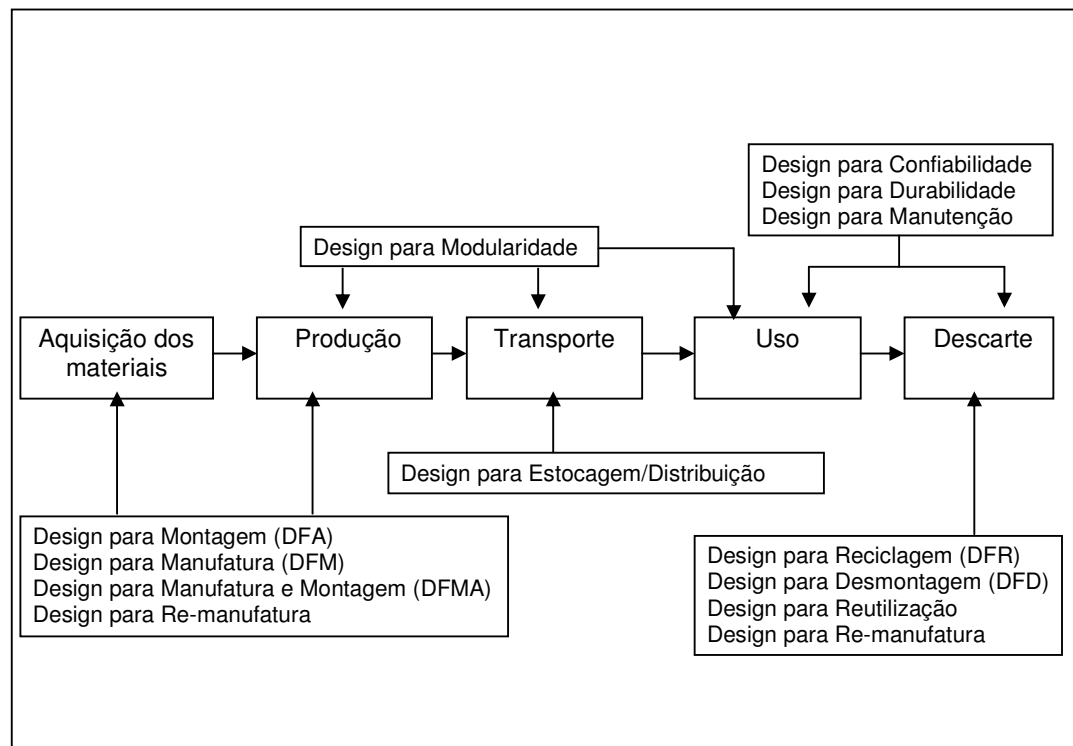 Design para Confiabilidade
Design para Durabilidade
Design para Manutenção
Design para Modularidade
Aquisição dos
materiais
Produção
Transporte
Uso
Descarte
Design para Estocagem/Distribuição
Design para Montagem (DFA)
Design para Manufatura (DFM)
Design para Manufatura e Montagem (DFMA)
Design para Re-manufatura
Design para Reciclagem (DFR)
Design para Desmontagem (DFD)
Design para Reutilização
Design para Re-manufatura